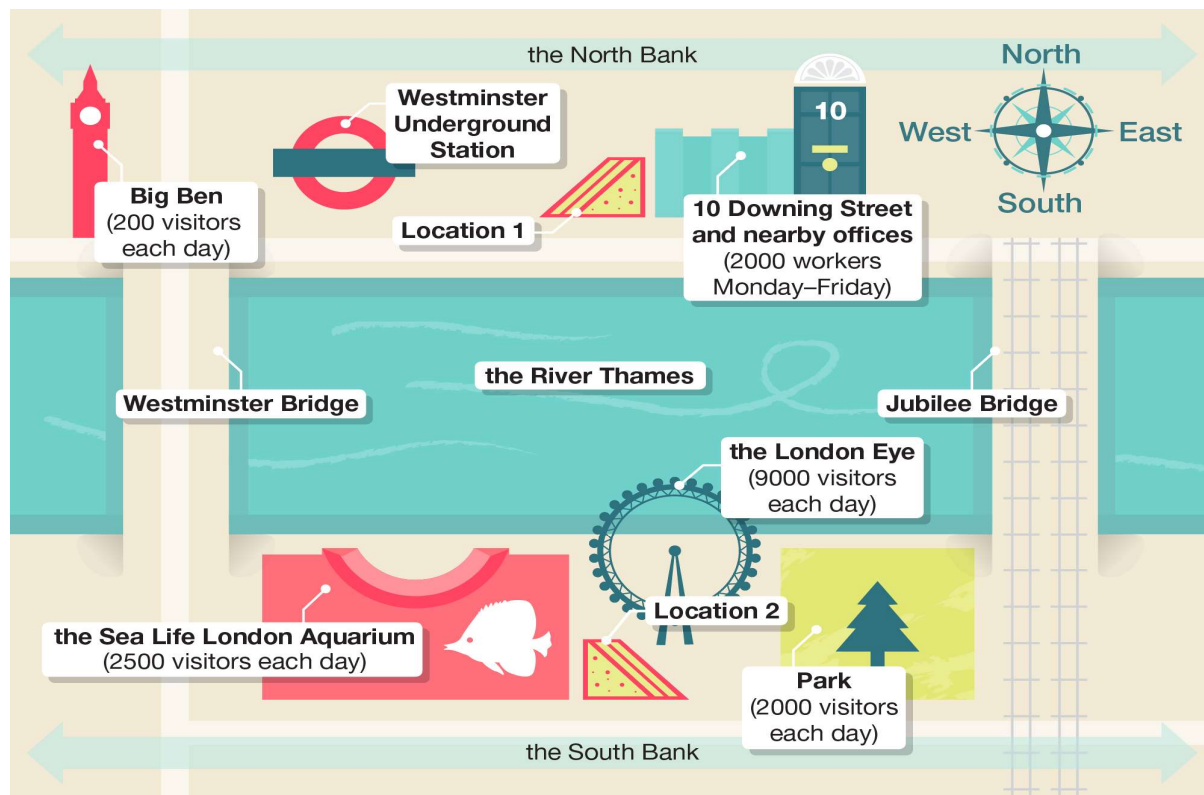 the North Bank
North
West
East
South
Westminster
Underground
Station
10
Big Ben
(200 visitors
each day)
Location 1
10 Downing Street
and nearby offices
(2000 workers
Monday–Friday)
the River Thames
Westminster Bridge
Jubilee Bridge
the London Eye
(9000 visitors
each day)
Location 2
the Sea Life London Aquarium
(2500 visitors each day)
Park
(2000 visitors
each day)
the South Bank